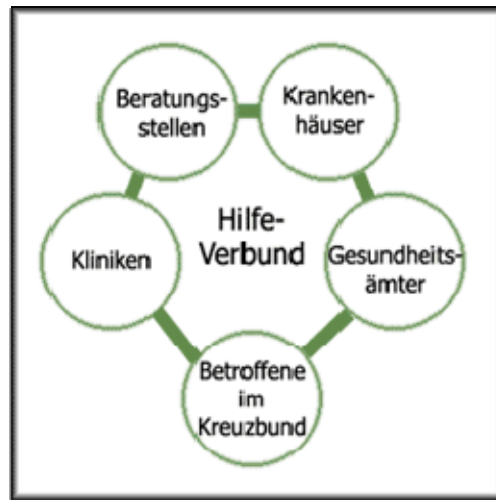 Beratungs-
stellen
Kranken-
häuser
Hilfe-
Verbund
Kliniken
Gesundheits-
ämter
Betroffene
im
Kreuzbund